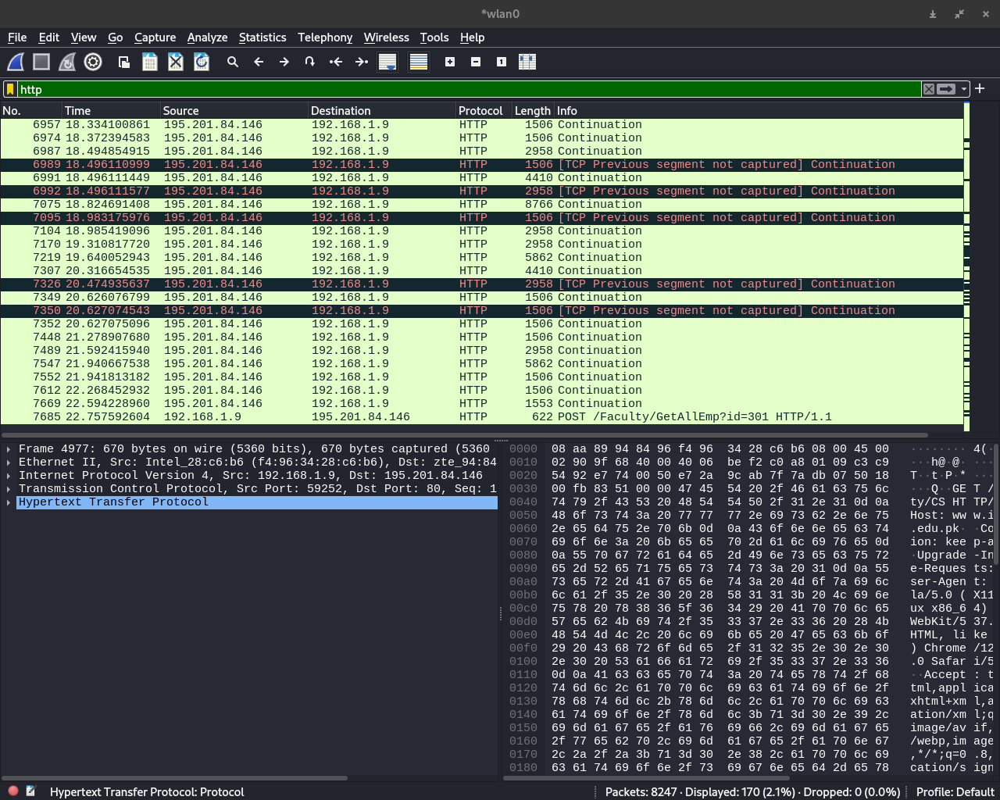 *wlan0
File Edit View Go Capture Analyze Statistics Telephony Wireless Tools Help
http
No. Time Source Destination Protocol Length Info
6957 18.334100861 195.201.84.146 192.168.1.9 HTTP 1506 Continuation
6974 18.372394583 195.201.84.146 192.168.1.9 HTTP 1506 Continuation
6987 18.494854915 195.201.84.146 192.168.1.9 HTTP 2958 Continuation
6989 18.496110999 195.201.84.146 192.168.1.9 HTTP 1506 [TCP Previous segment not captured] Continuation
6991 18.496111449 195.201.84.146 192.168.1.9 HTTP 4410 Continuation
6992 18.496111577 195.201.84.146 192.168.1.9 HTTP 2958 [TCP Previous segment not captured] Continuation
7075 18.824691408 195.201.84.146 192.168.1.9 HTTP 8766 Continuation
7095 18.983175976 195.201.84.146 192.168.1.9 HTTP 1506 [TCP Previous segment not captured] Continuation
7104 18.985419096 195.201.84.146 192.168.1.9 HTTP 2958 Continuation
7170 19.310817720 195.201.84.146 192.168.1.9 HTTP 2958 Continuation
7219 19.640052943 195.201.84.146 192.168.1.9 HTTP 5862 Continuation
7307 20.316654535 195.201.84.146 192.168.1.9 HTTP 4410 Continuation
7326 20.474935637 195.201.84.146 192.168.1.9 HTTP 2958 [TCP Previous segment not captured] Continuation
7349 20.626076799 195.201.84.146 192.168.1.9 HTTP 1506 Continuation
7350 20.627074543 195.201.84.146 192.168.1.9 HTTP 1506 [TCP Previous segment not captured] Continuation
7352 20.627075096 195.201.84.146 192.168.1.9 HTTP 1506 Continuation
7448 21.278907680 195.201.84.146 192.168.1.9 HTTP 1506 Continuation
7489 21.592415940 195.201.84.146 192.168.1.9 HTTP 2958 Continuation
7547 21.940667538 195.201.84.146 192.168.1.9 HTTP 5862 Continuation
7552 21.941813182 195.201.84.146 192.168.1.9 HTTP 1506 Continuation
7612 22.268452932 195.201.84.146 192.168.1.9 HTTP 1506 Continuation
7669 22.594228960 195.201.84.146 192.168.1.9 HTTP 1553 Continuation
7685 22.757592604 192.168.1.9 195.201.84.146 HTTP 622 POST /Faculty/GetAllEmp?id=301 HTTP/1.1
Frame 4977: 670 bytes on wire (5360 bits), 670 bytes captured (5360
Ethernet II, Src: Intel_28:c6:b6 (f4:96:34:28:c6:b6), Dst: zte_94:84
Internet Protocol Version 4, Src: 192.168.1.9, Dst: 195.201.84.146
Transmission Control Protocol, Src Port: 59252, Dst Port: 80, Seq: 1
Hypertext Transfer Protocol
0000 08 aa 89 94 84 96 f4 96 34 28 c6 b6 08 00 45 00 ········ 4(·
0010 02 90 9f 68 40 00 40 06 be f2 c0 a8 01 09 c3 c9 ···h@·@· ····
0020 54 92 e7 74 00 50 e7 2a 9c ab 7f 7a db 07 50 18 T··t·P·* ····
0030 00 fb 83 51 00 00 47 45 54 20 2f 46 61 63 75 6c ···Q··GE T /
0040 74 79 2f 43 53 20 48 54 54 50 2f 31 2e 31 0d 0a ty/CS HT TP/
0050 48 6f 73 74 3a 20 77 77 77 2e 69 73 62 2e 6e 75 Host: ww w.i
0060 2e 65 64 75 2e 70 6b 0d 0a 43 6f 6e 6e 65 63 74 .edu.pk· ·Co
0070 69 6f 6e 3a 20 6b 65 65 70 2d 61 6c 69 76 65 0d ion: kee p-a
0080 0a 55 70 67 72 61 64 65 2d 49 6e 73 65 63 75 72 ·Upgrade -In
0090 65 2d 52 65 71 75 65 73 74 73 3a 20 31 0d 0a 55 e-Reques ts:
00a0 73 65 72 2d 41 67 65 6e 74 3a 20 4d 6f 7a 69 6c ser-Agen t:
00b0 6c 61 2f 35 2e 30 20 28 58 31 31 3b 20 4c 69 6e la/5.0 ( X11
00c0 75 78 20 78 38 36 5f 36 34 29 20 41 70 70 6c 65 ux x86_6 4)
00d0 57 65 62 4b 69 74 2f 35 33 37 2e 33 36 20 28 4b WebKit/5 37.
00e0 48 54 4d 4c 2c 20 6c 69 6b 65 20 47 65 63 6b 6f HTML, li ke
00f0 29 20 43 68 72 6f 6d 65 2f 31 32 35 2e 30 2e 30 ) Chrome /12
0100 2e 30 20 53 61 66 61 72 69 2f 35 33 37 2e 33 36 .0 Safar i/5
0110 0d 0a 41 63 63 65 70 74 3a 20 74 65 78 74 2f 68 ··Accept : t
0120 74 6d 6c 2c 61 70 70 6c 69 63 61 74 69 6f 6e 2f tml,appl ica
0130 78 68 74 6d 6c 2b 78 6d 6c 2c 61 70 70 6c 69 63 xhtml+xm l,a
0140 61 74 69 6f 6e 2f 78 6d 6c 3b 71 3d 30 2e 39 2c ation/xm l;q
0150 69 6d 61 67 65 2f 61 76 69 66 2c 69 6d 61 67 65 image/av if,
0160 2f 77 65 62 70 2c 69 6d 61 67 65 2f 61 70 6e 67 /webp,im age
0170 2c 2a 2f 2a 3b 71 3d 30 2e 38 2c 61 70 70 6c 69 ,*/*;q=0 .8,
0180 63 61 74 69 6f 6e 2f 73 69 67 6e 65 64 2d 65 78 cation/s ign
Hypertext Transfer Protocol: Protocol Packets: 8247 · Displayed: 170 (2.1%) · Dropped: 0 (0.0%) Profile: Default